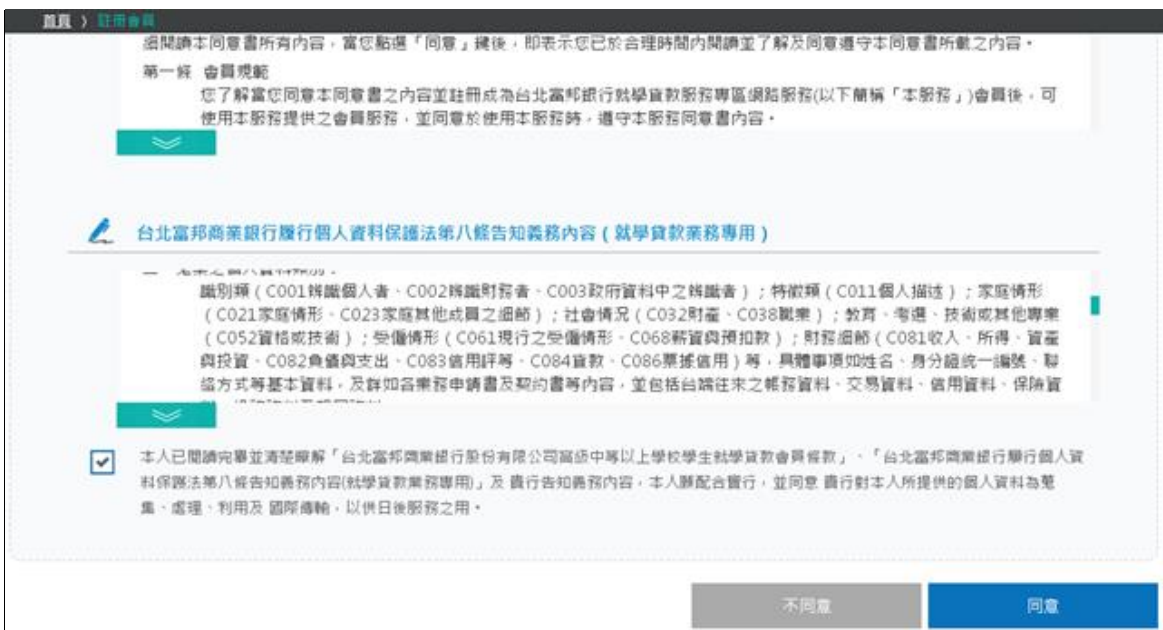 首頁 〉 註冊會員
細閱讀本同意書所有內容，當您點選「同意」鍵後，即表示您已於合理時間內閱讀並了解及同意遵守本同意書所載之內容。
第一條 會員規範
您了解當您同意本同意書之內容並註冊成為台北富邦銀行就學貸款服務專區網路服務(以下簡稱「本服務」)會員後，可
使用本服務提供之會員服務，並同意於使用本服務時，遵守本服務同意書內容。
台北富邦商業銀行履行個人資料保護法第八條告知義務內容（就學貸款業務專用）
蒐集之個人資料類別：
識別類（C001辨識個人者、C002辨識財務者、C003政府資料中之辨識者）；特徵類（C011個人描述）；家庭情形
（C021家庭情形、C023家庭其他成員之細節）；社會情況（C032財產、C038職業）；教育、考選、技術或其他專業
（C052資格或技術）；受僱情形（C061現行之受僱情形、C068薪資與預扣款）；財務細節（C081收入、所得、資產
與投資、C082負債與支出、C083信用評等、C084貸款、C086票據信用）等，具體事項如姓名、身分證統一編號、聯
絡方式等基本資料，及詳如各業務申請書及契約書等內容，並包括台端往來之帳務資料、交易資料、信用資料、保險資
本人已閱讀完畢並清楚瞭解「台北富邦商業銀行股份有限公司高級中等以上學校學生就學貸款會員條款」、「台北富邦商業銀行履行個人資
料保護法第八條告知義務內容(就學貸款業務專用)」及 貴行告知義務內容，本人願配合實行，並同意 貴行對本人所提供的個人資料為蒐
集、處理、利用及 國際傳輸，以供日後服務之用。
不同意
同意